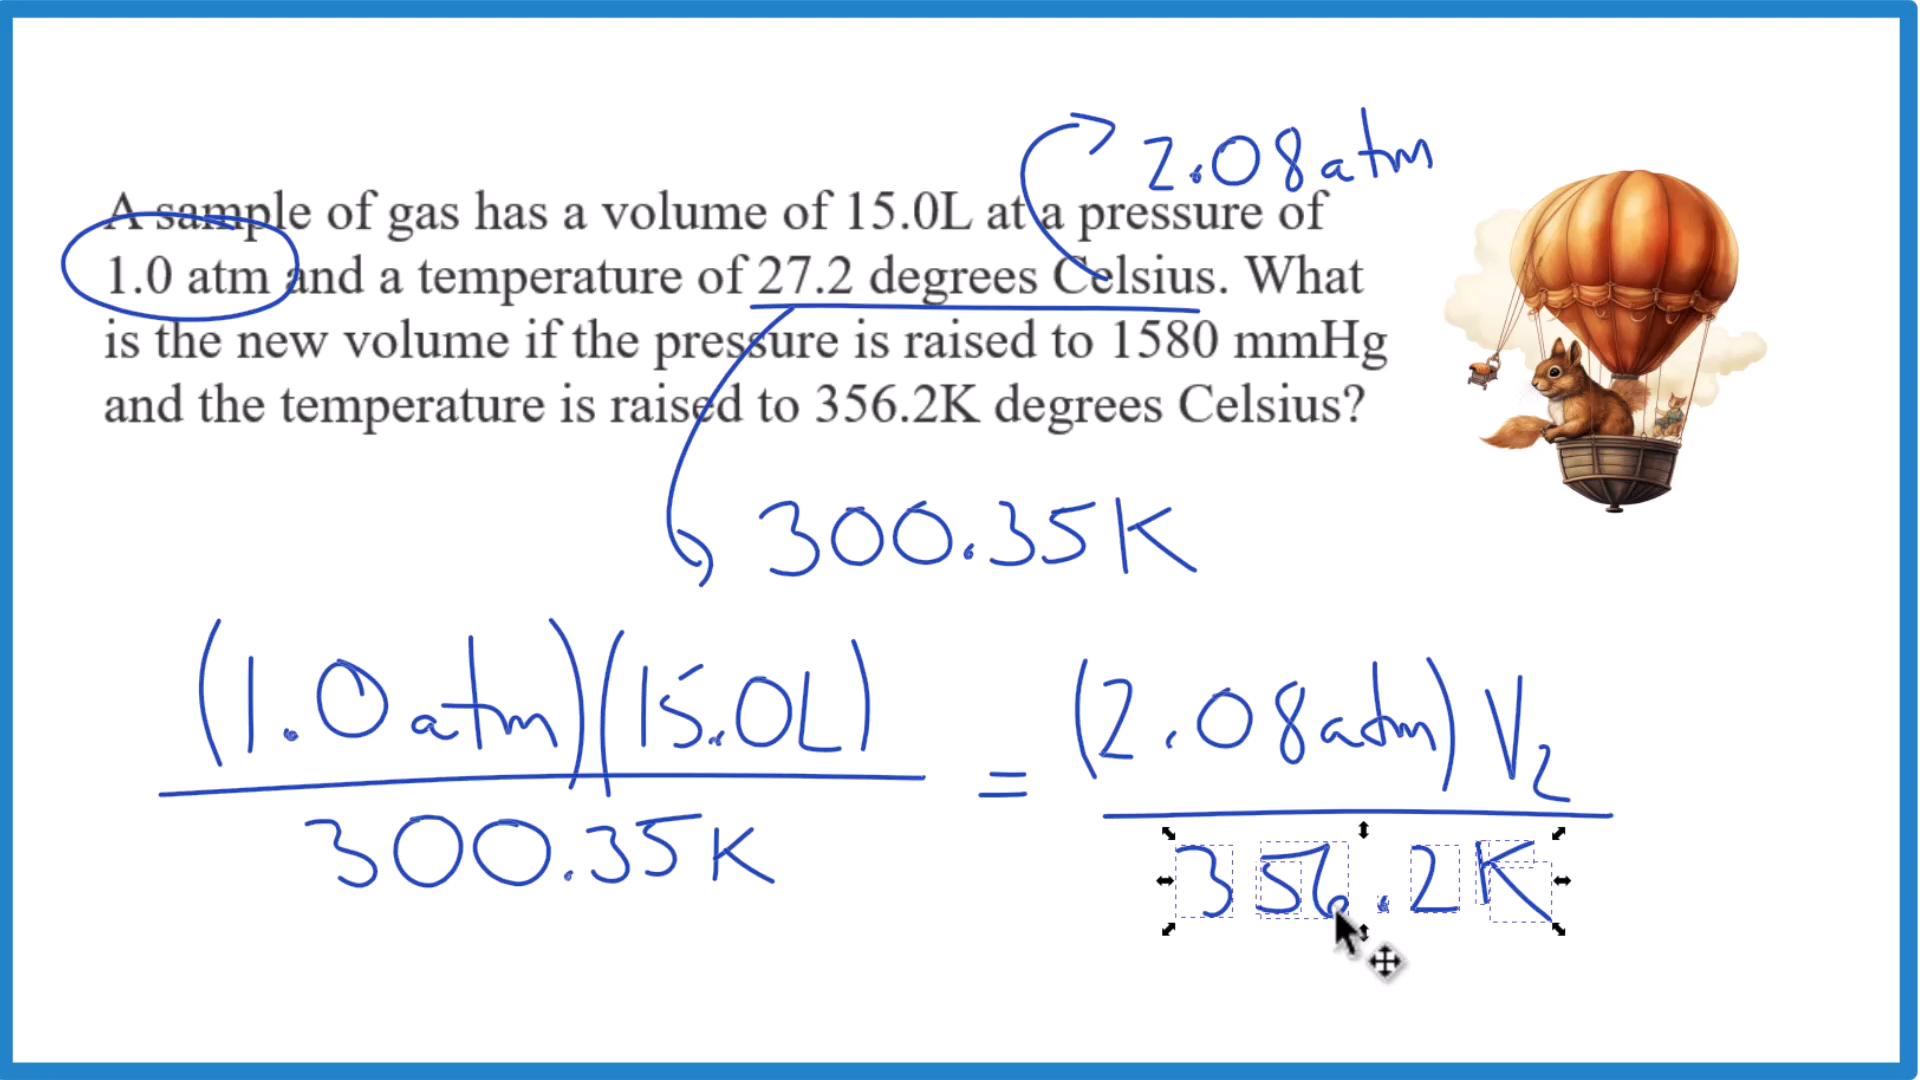 2.08 atm
A sample of gas has a volume of 15.0L at a pressure of
1.0 atm and a temperature of 27.2 degrees Celsius. What
is the new volume if the pressure is raised to 1580 mmHg
and the temperature is raised to 356.2K degrees Celsius?
300.35K
(1.0 atm)(15.0L) = (2.08 atm) V₂
300.35K 356.2K